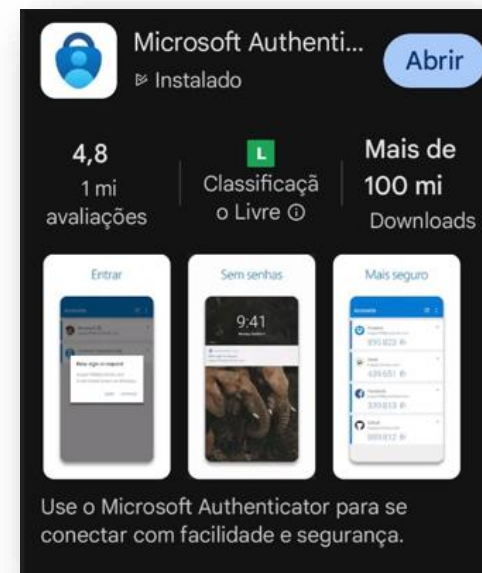 Microsoft Authenti...
Instalado
Abrir
4,8
1 mi
avaliações
L
Classificaçã
o Livre
Mais de
100 mi
Downloads
Entrar
Sem senhas
9:41
Mais seguro
Use o Microsoft Authenticator para se
conectar com facilidade e segurança.